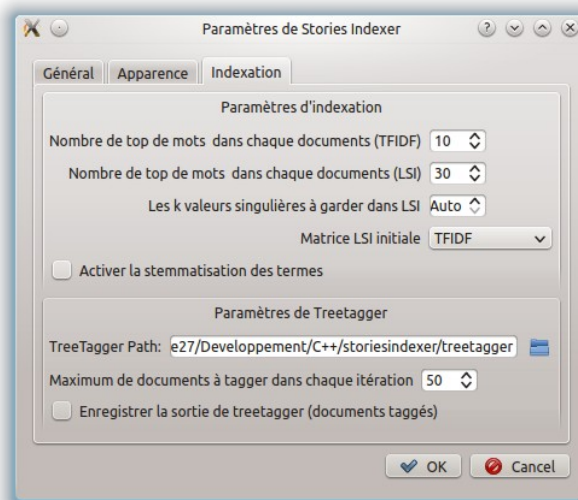 Paramètres de Stories Indexer
Général Apparence Indexation
Paramètres d'indexation
Nombre de top de mots dans chaque documents (TFIDF) 10
Nombre de top de mots dans chaque documents (LSI) 30
Les k valeurs singulières à garder dans LSI Auto
Matrice LSI initiale TFIDF
Activer la stemmatisation des termes
Paramètres de Treetagger
TreeTagger Path: e27/Developpement/C++/storiesindexer/treetagger
Maximum de documents à tagger dans chaque itération 50
Enregistrer la sortie de treetagger (documents taggés)
OK Cancel